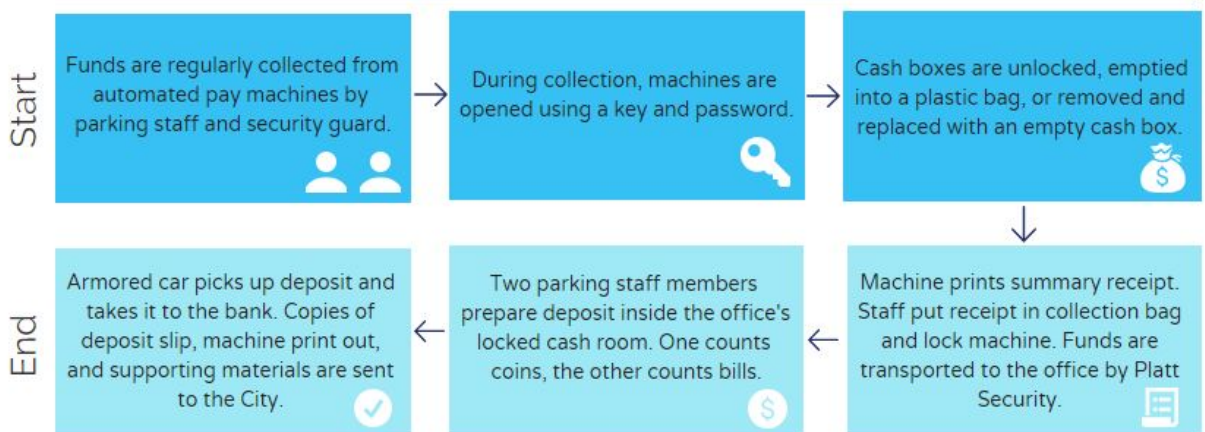 Start
Funds are regularly collected from
automated pay machines by
parking staff and security guard.
During collection, machines are
opened using a key and password.
Cash boxes are unlocked, emptied
into a plastic bag, or removed and
replaced with an empty cash box.
$
Machine prints summary receipt.
Staff put receipt in collection bag
and lock machine. Funds are
transported to the office by Platt
Security.
Two parking staff members
prepare deposit inside the office's
locked cash room. One counts
coins, the other counts bills.
$
End
Armored car picks up deposit and
takes it to the bank. Copies of
deposit slip, machine print out,
and supporting materials are sent
to the City.